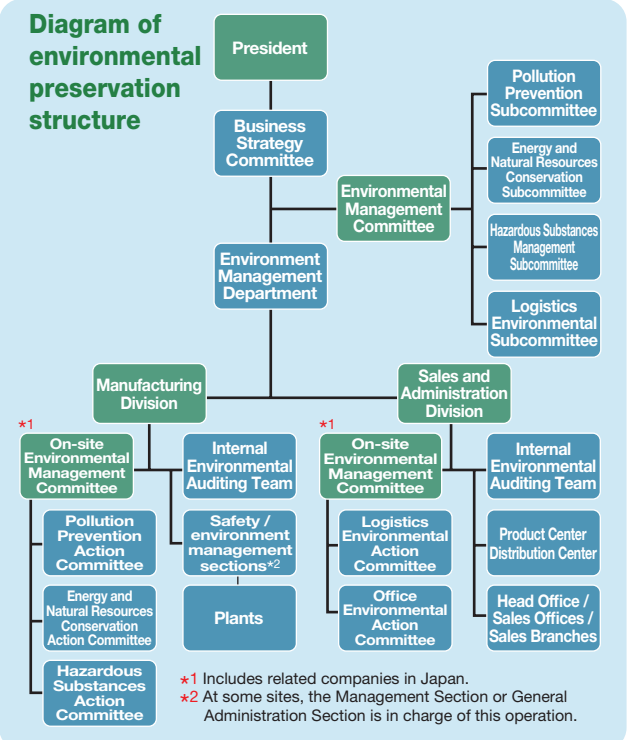 Diagram of
environmental
preservation
structure
President
Business
Strategy
Committee
Environmental
Management
Committee
Pollution
Prevention
Subcommittee
Energy and
Natural Resources
Conservation
Subcommittee
Hazardous Substances
Management
Subcommittee
Logistics
Environmental
Subcommittee
Environment
Management
Department
Manufacturing
Division
Sales and
Administration
Division
*1
On-site
Environmental
Management
Committee
Internal
Environmental
Auditing Team
Pollution
Prevention
Action
Committee
Safety /
environment
management
sections*2
Energy and
Natural Resources
Conservation
Action Committee
Plants
Hazardous
Substances
Action
Committee
*1
On-site
Environmental
Management
Committee
Internal
Environmental
Auditing Team
Logistics
Environmental
Action
Committee
Product Center
Distribution Center
Office
Environmental
Action
Committee
Head Office /
Sales Offices /
Sales Branches
*1 Includes related companies in Japan.
*2 At some sites, the Management Section or General
Administration Section is in charge of this operation.